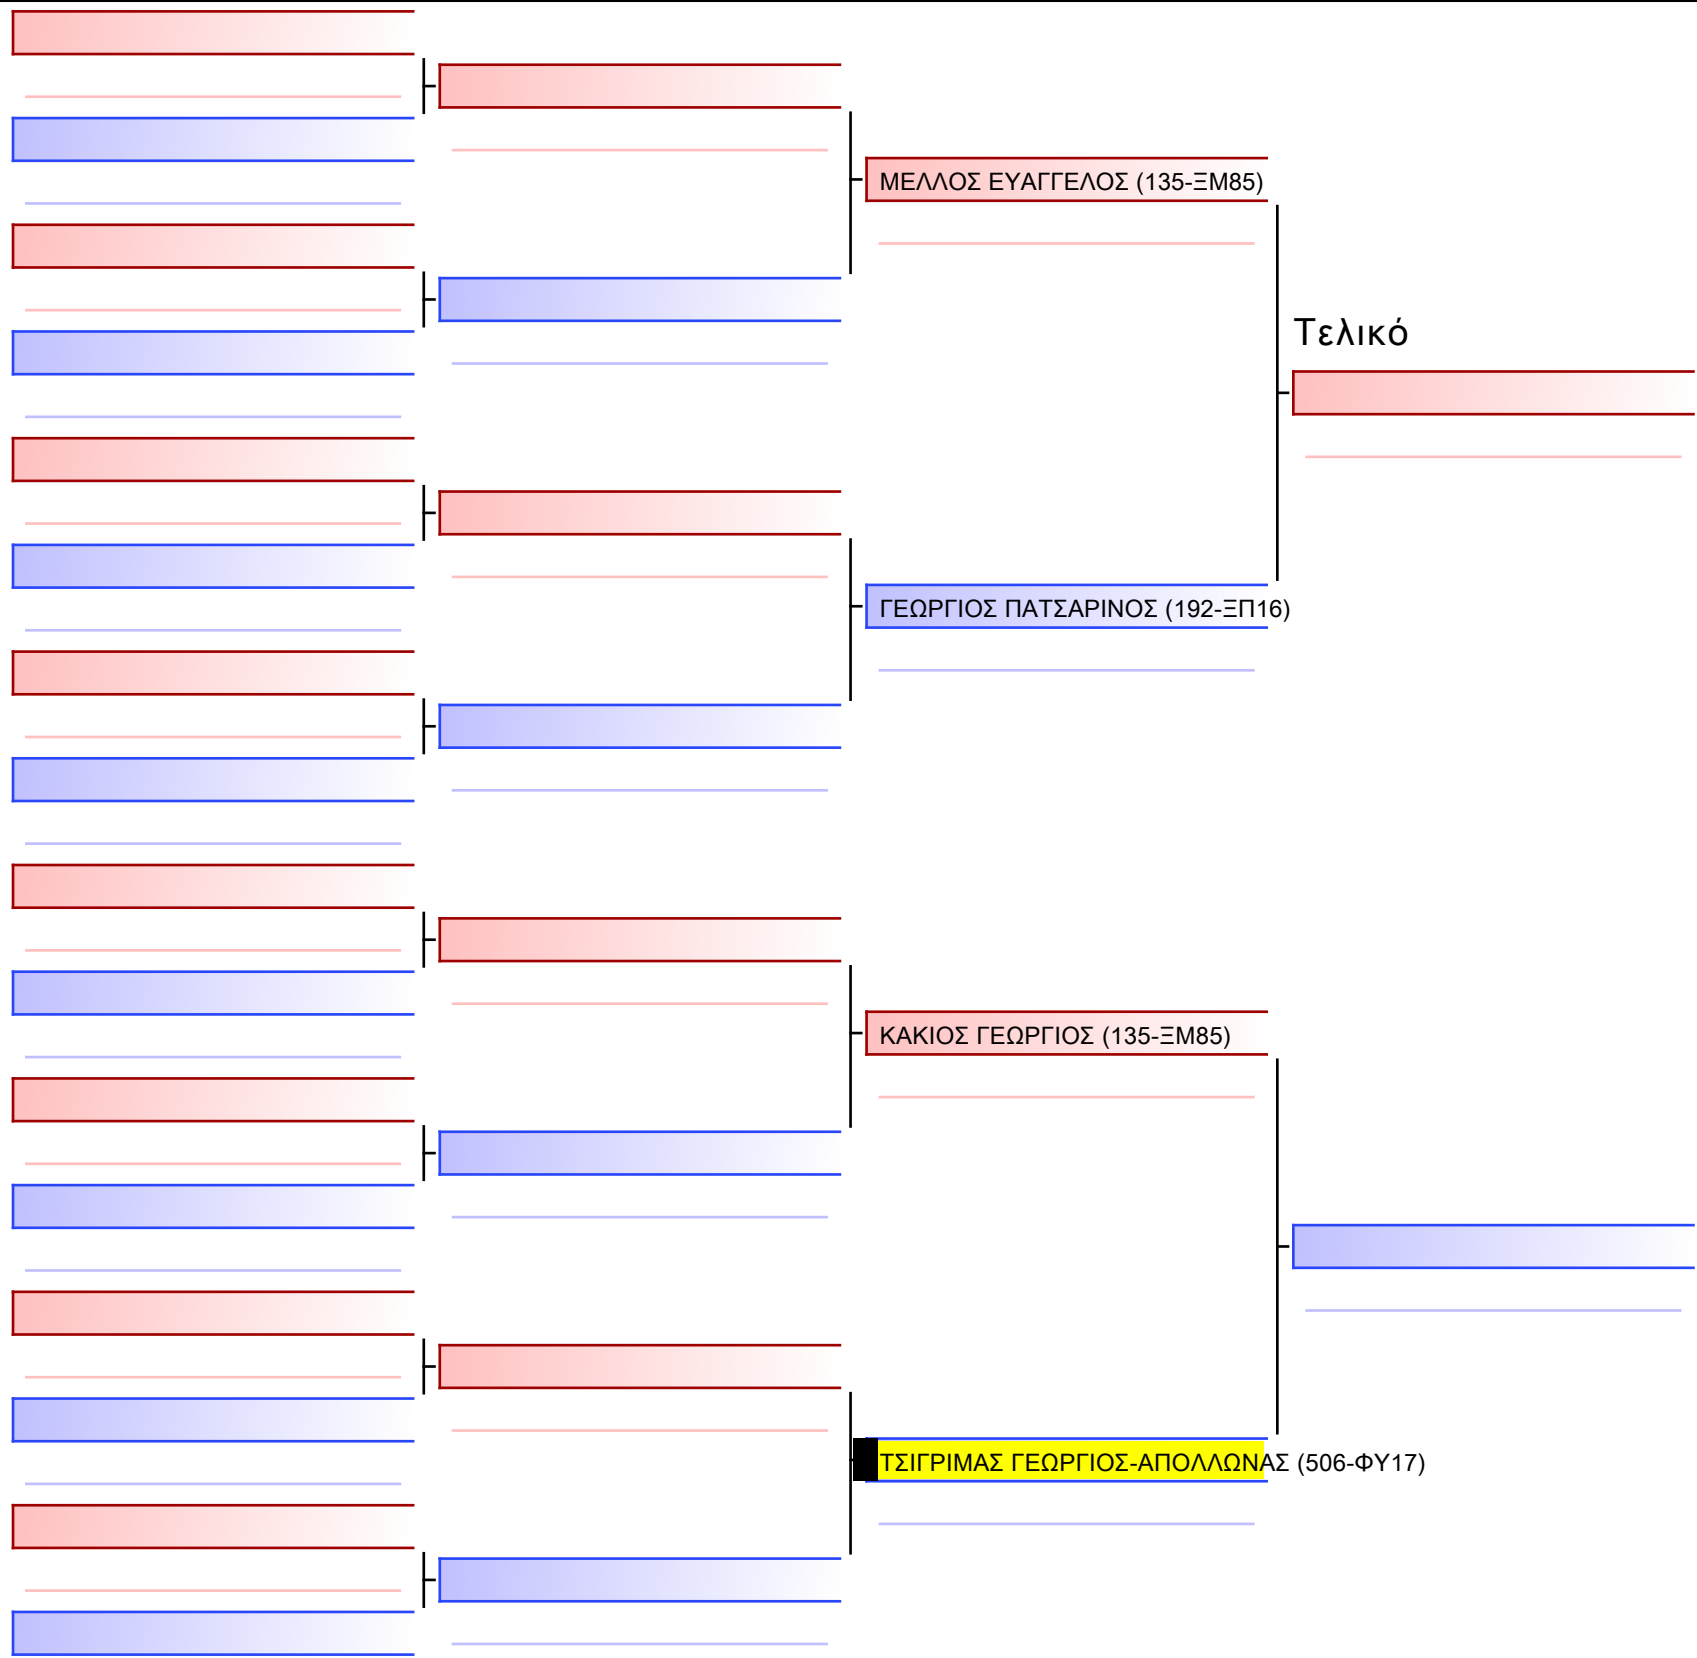 ΜΕΛΛΟΣ ΕΥΑΓΓΕΛΟΣ (135-ΞΜ85)
Τελικό
ΓΕΩΡΓΙΟΣ ΠΑΤΣΑΡΙΝΟΣ (192-ΞΠ16)
ΚΑΚΙΟΣ ΓΕΩΡΓΙΟΣ (135-ΞΜ85)
ΤΣΙΓΡΙΜΑΣ ΓΕΩΡΓΙΟΣ-ΑΠΟΛΛΩΝΑΣ (506-ΦΥ17)